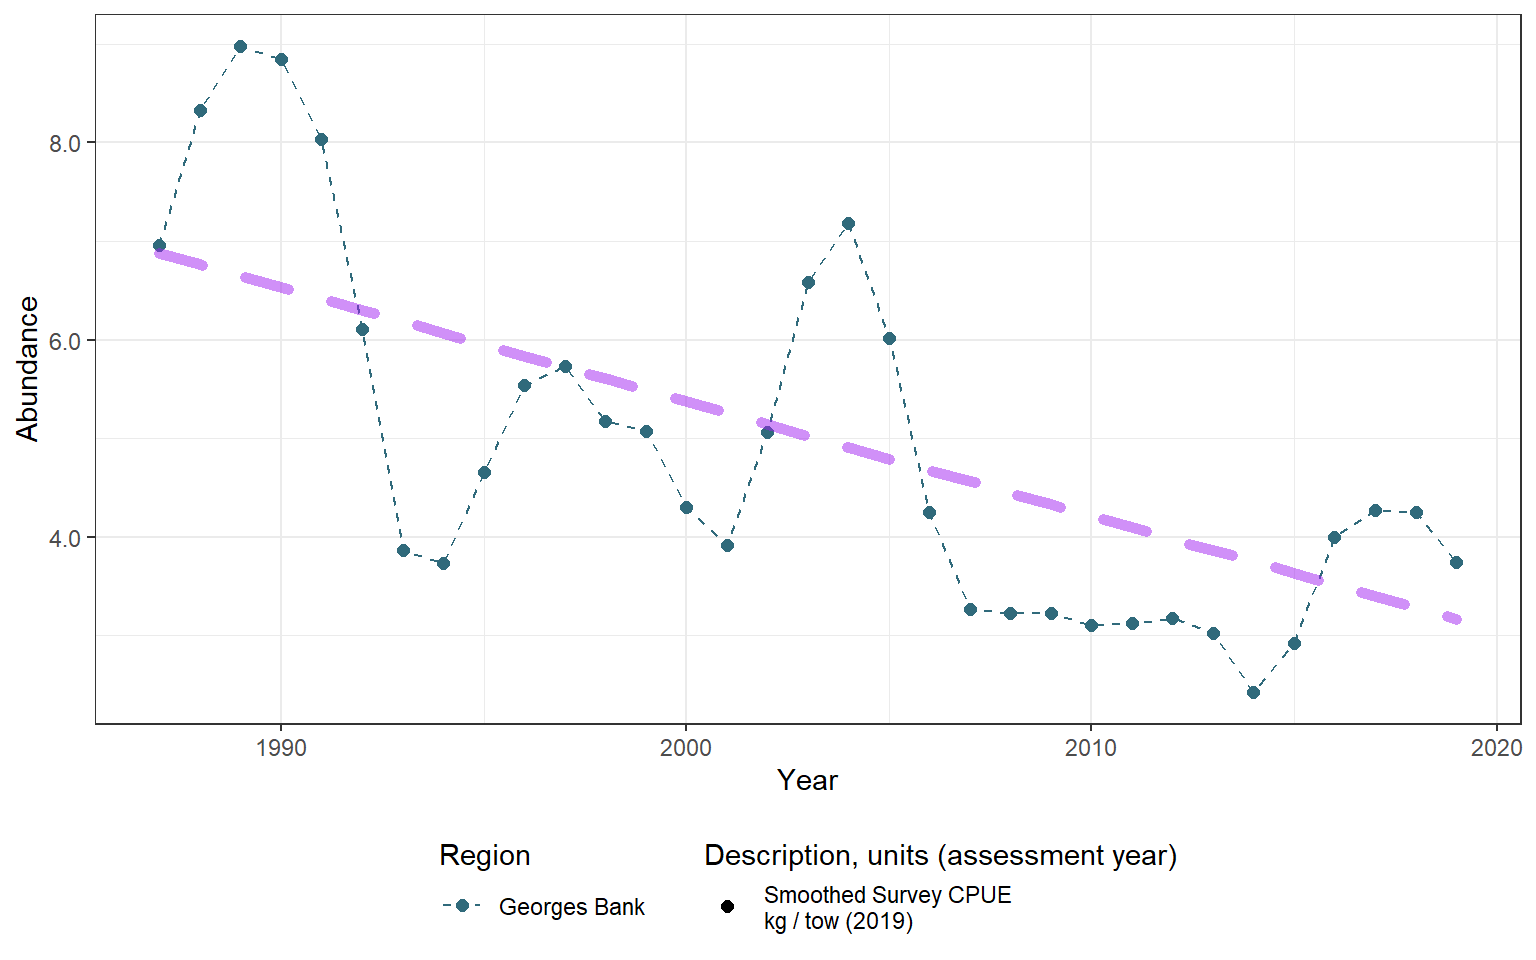 8.0
6.0
4.0
Abundance
1990 2000 2010 2020
Year
Region
Georges Bank
Description, units (assessment year)
Smoothed Survey CPUE
kg / tow (2019)